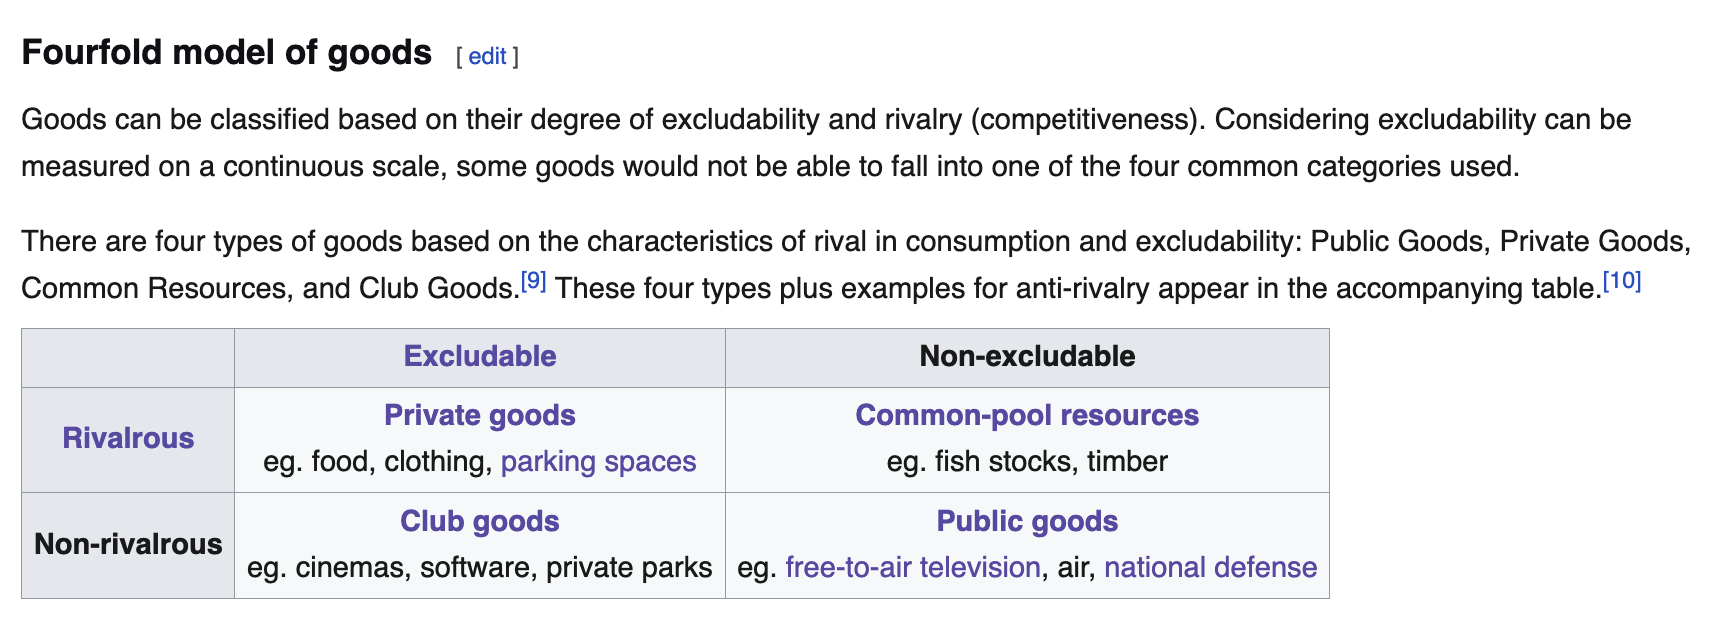 Fourfold model of goods [ edit ]
Goods can be classified based on their degree of excludability and rivalry (competitiveness). Considering excludability can be
measured on a continuous scale, some goods would not be able to fall into one of the four common categories used.
There are four types of goods based on the characteristics of rival in consumption and excludability: Public Goods, Private Goods,
Common Resources, and Club Goods.[9] These four types plus examples for anti-rivalry appear in the accompanying table.[10]
Excludable Non-excludable
Rivalrous
Private goods
eg. food, clothing, parking spaces
Common-pool resources
eg. fish stocks, timber
Non-rivalrous
Club goods
eg. cinemas, software, private parks
Public goods
eg. free-to-air television, air, national defense